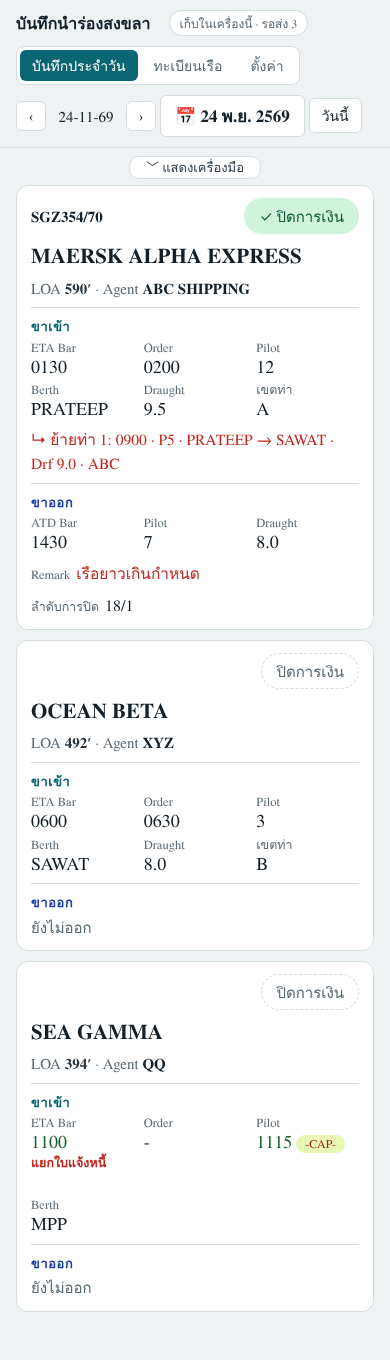 บันทึกนำร่องสงขลา เก็บในเครื่องนี้ · รอส่ง 3
บันทึกประจำวัน ทะเบียนเรือ ตั้งค่า
‹ 24-11-69 › 📅 24 พ.ย. 2569 วันนี้
﹀ แสดงเครื่องมือ
SGZ354/70 ✓ ปิดการเงิน
MAERSK ALPHA EXPRESS
LOA 590′ · Agent ABC SHIPPING
ขาเข้า
ETA Bar Order Pilot
0130 0200 12
Berth Draught เขตท่า
PRATEEP 9.5 A
↳ ย้ายท่า 1: 0900 · P5 · PRATEEP → SAWAT ·
Drf 9.0 · ABC
ขาออก
ATD Bar Pilot Draught
1430 7 8.0
Remark เรือยาวเกินกำหนด
ลำดับการปิด 18/1
ปิดการเงิน
OCEAN BETA
LOA 492′ · Agent XYZ
ขาเข้า
ETA Bar Order Pilot
0600 0630 3
Berth Draught เขตท่า
SAWAT 8.0 B
ขาออก
ยังไม่ออก
ปิดการเงิน
SEA GAMMA
LOA 394′ · Agent QQ
ขาเข้า
ETA Bar Order Pilot
1100 - 1115 -CAP-
แยกใบแจ้งหนี้
Berth
MPP
ขาออก
ยังไม่ออก